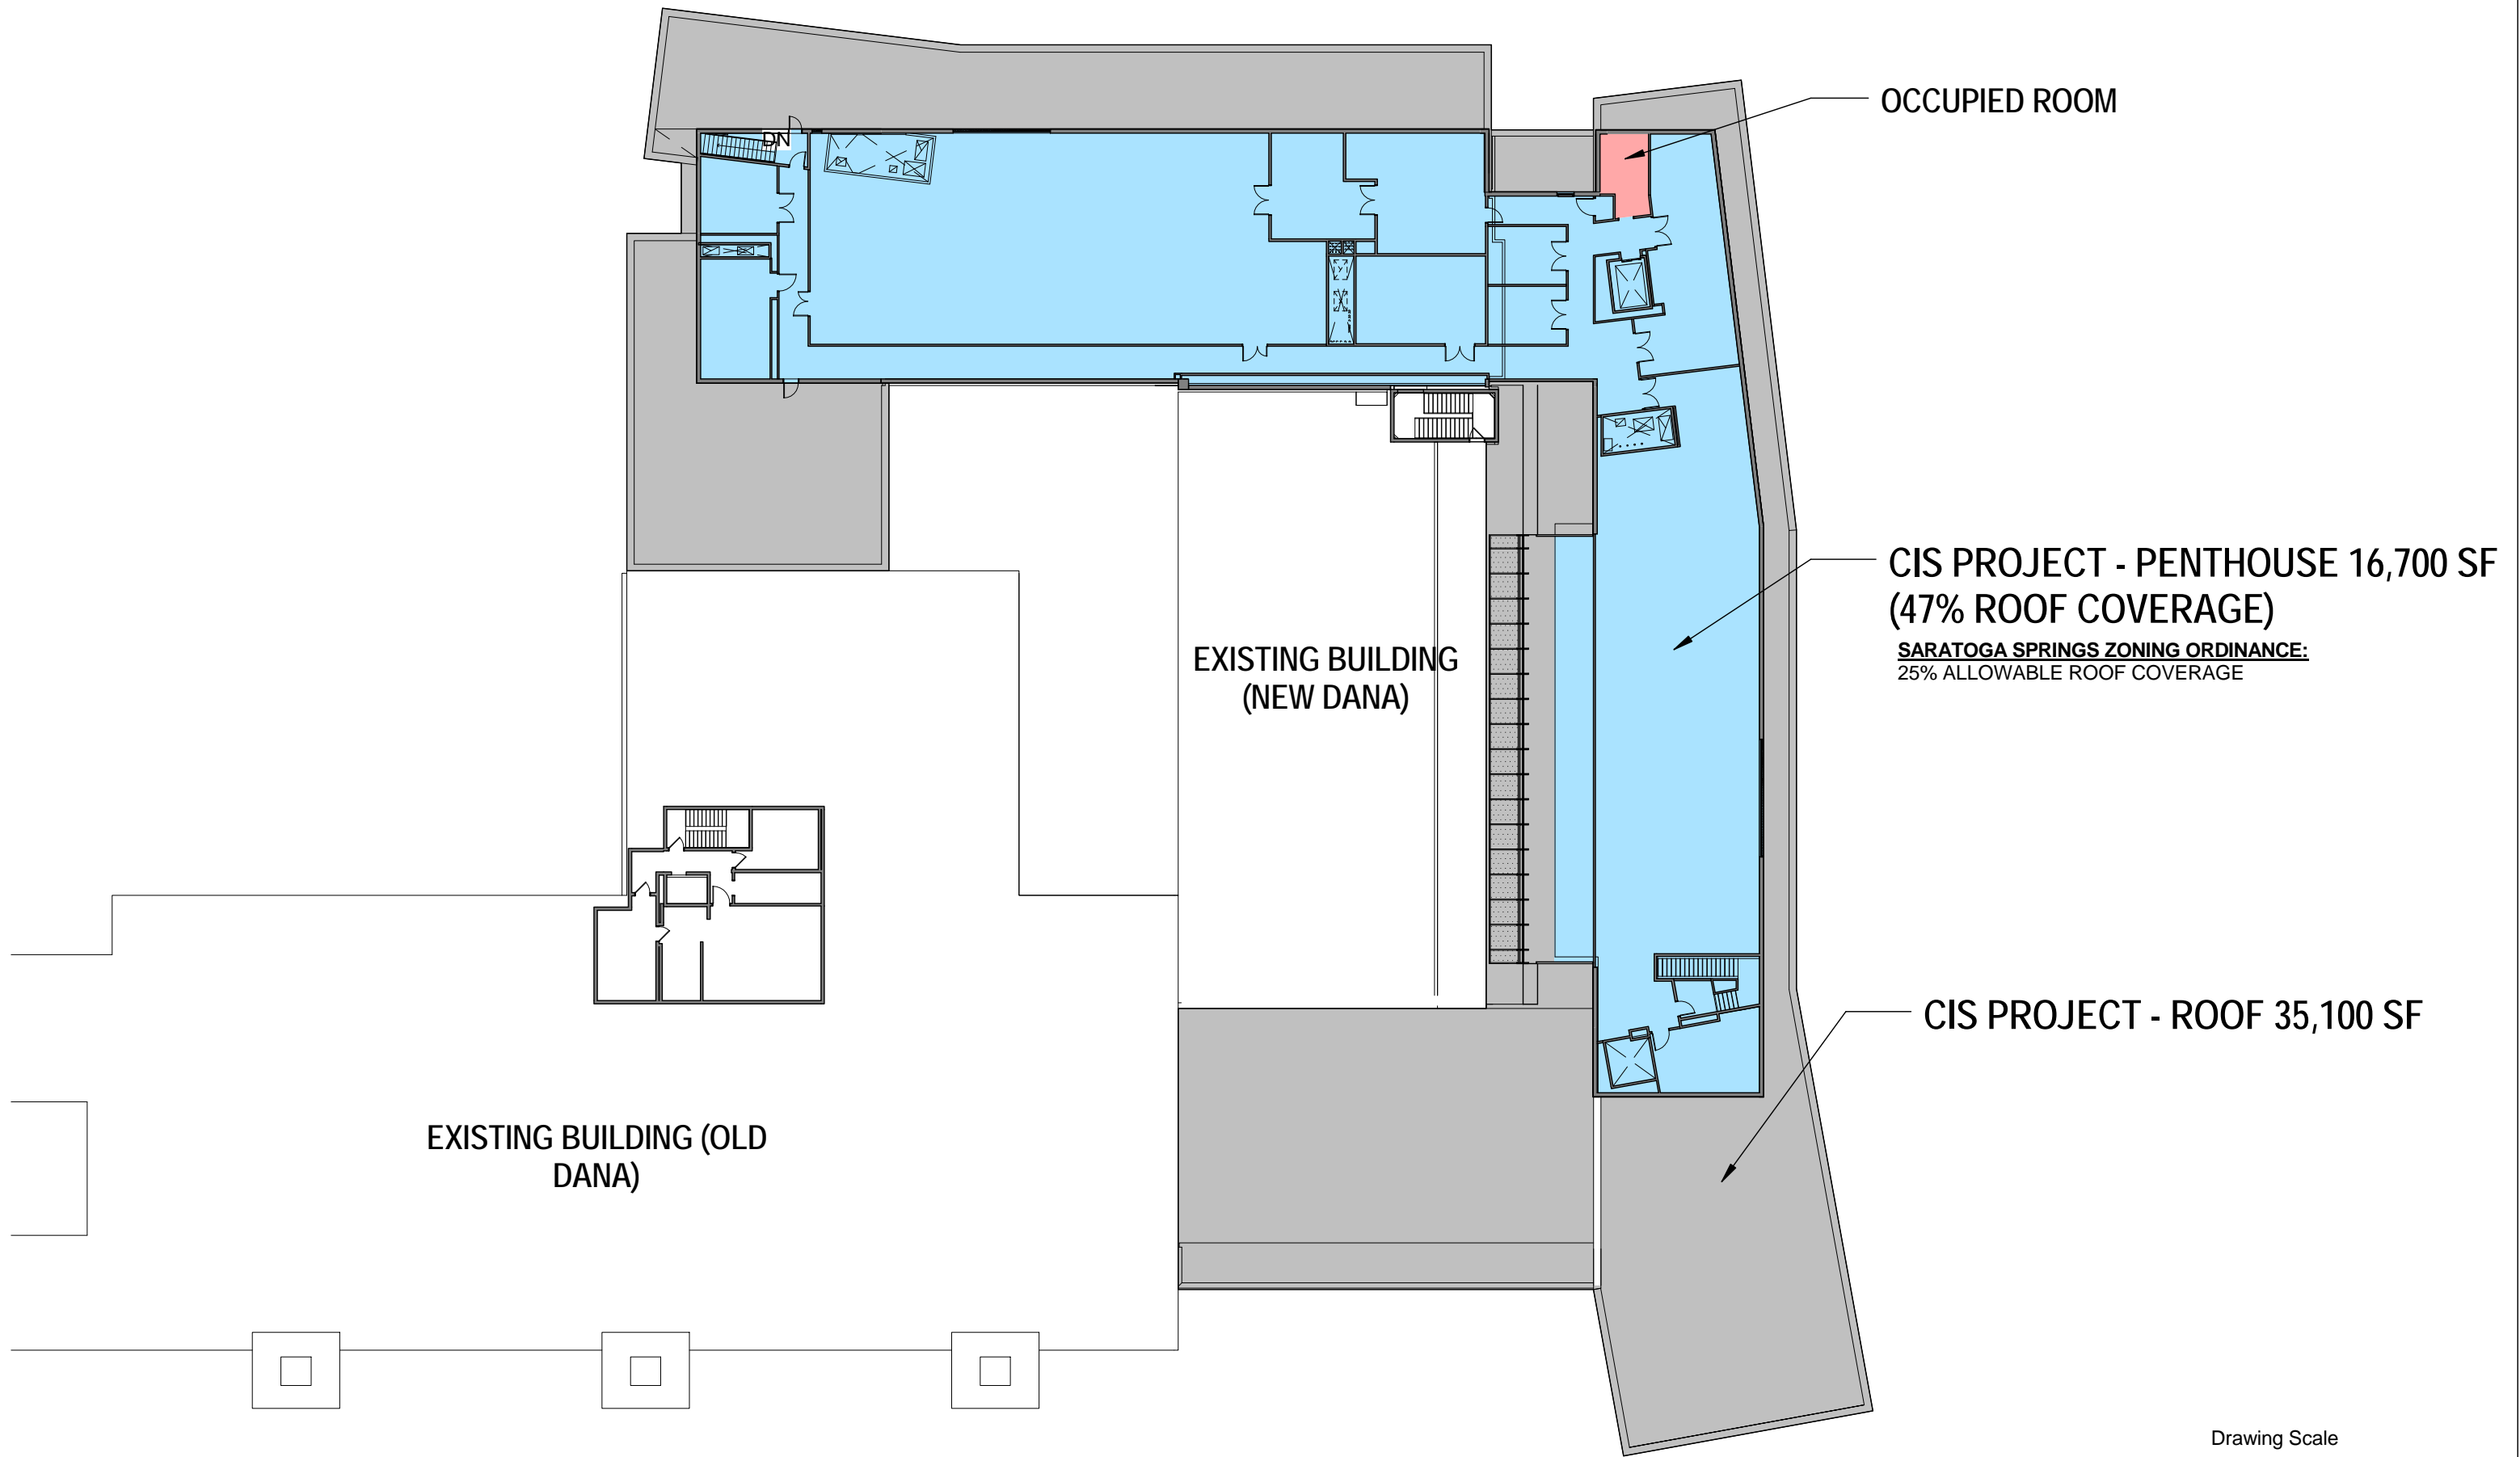 DN
OCCUPIED ROOM
CIS PROJECT - PENTHOUSE 16,700 SF
(47% ROOF COVERAGE)
SARATOGA SPRINGS ZONING ORDINANCE:
25% ALLOWABLE ROOF COVERAGE
EXISTING BUILDING
(NEW DANA)
CIS PROJECT - ROOF 35,100 SF
EXISTING BUILDING (OLD
DANA)
Drawing Scale